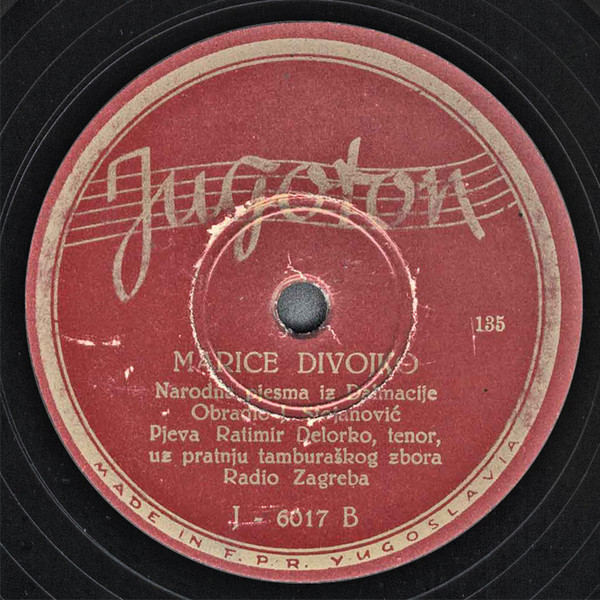 Jugoton
135
MARICE DIVOJKO
Narodna pjesma iz Dalmacije
Obradio I. Stojanović
Pjeva Ratimir Delorko, tenor,
uz pratnju tamburaškog zbora
Radio Zagreba
J - 6017 B
MADE IN F.P.R. YUGOSLAVIA